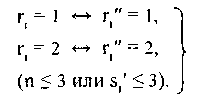 r₁ = 1 ↔ r₁'' = 1,
r₁ = 2 ↔ r₁'' = 2,
(n ≤ 3 или s₁' ≤ 3).